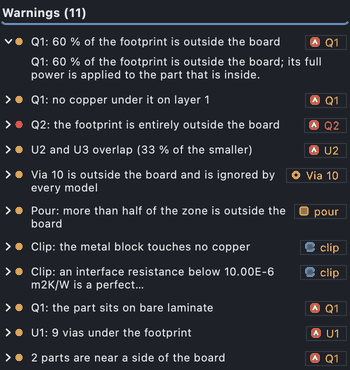 Warnings (11)
Q1: 60 % of the footprint is outside the board
Q1
Q1: 60 % of the footprint is outside the board; its full
power is applied to the part that is inside.
Q1: no copper under it on layer 1
Q1
Q2: the footprint is entirely outside the board
Q2
U2 and U3 overlap (33 % of the smaller)
U2
Via 10 is outside the board and is ignored by
every model
Via 10
Pour: more than half of the zone is outside the
board
pour
Clip: the metal block touches no copper
clip
Clip: an interface resistance below 10.00E-6
m2K/W is a perfect...
clip
Q1: the part sits on bare laminate
Q1
U1: 9 vias under the footprint
U1
2 parts are near a side of the board
Q1